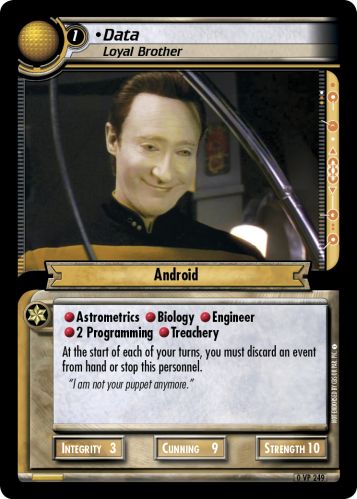 1 •Data
Loyal Brother
Android
Astrometrics Biology Engineer
2 Programming Treachery
At the start of each of your turns, you must discard an event
from hand or stop this personnel.
"I am not your puppet anymore."
INTEGRITY 3 CUNNING 9 STRENGTH 10
0 VP 249